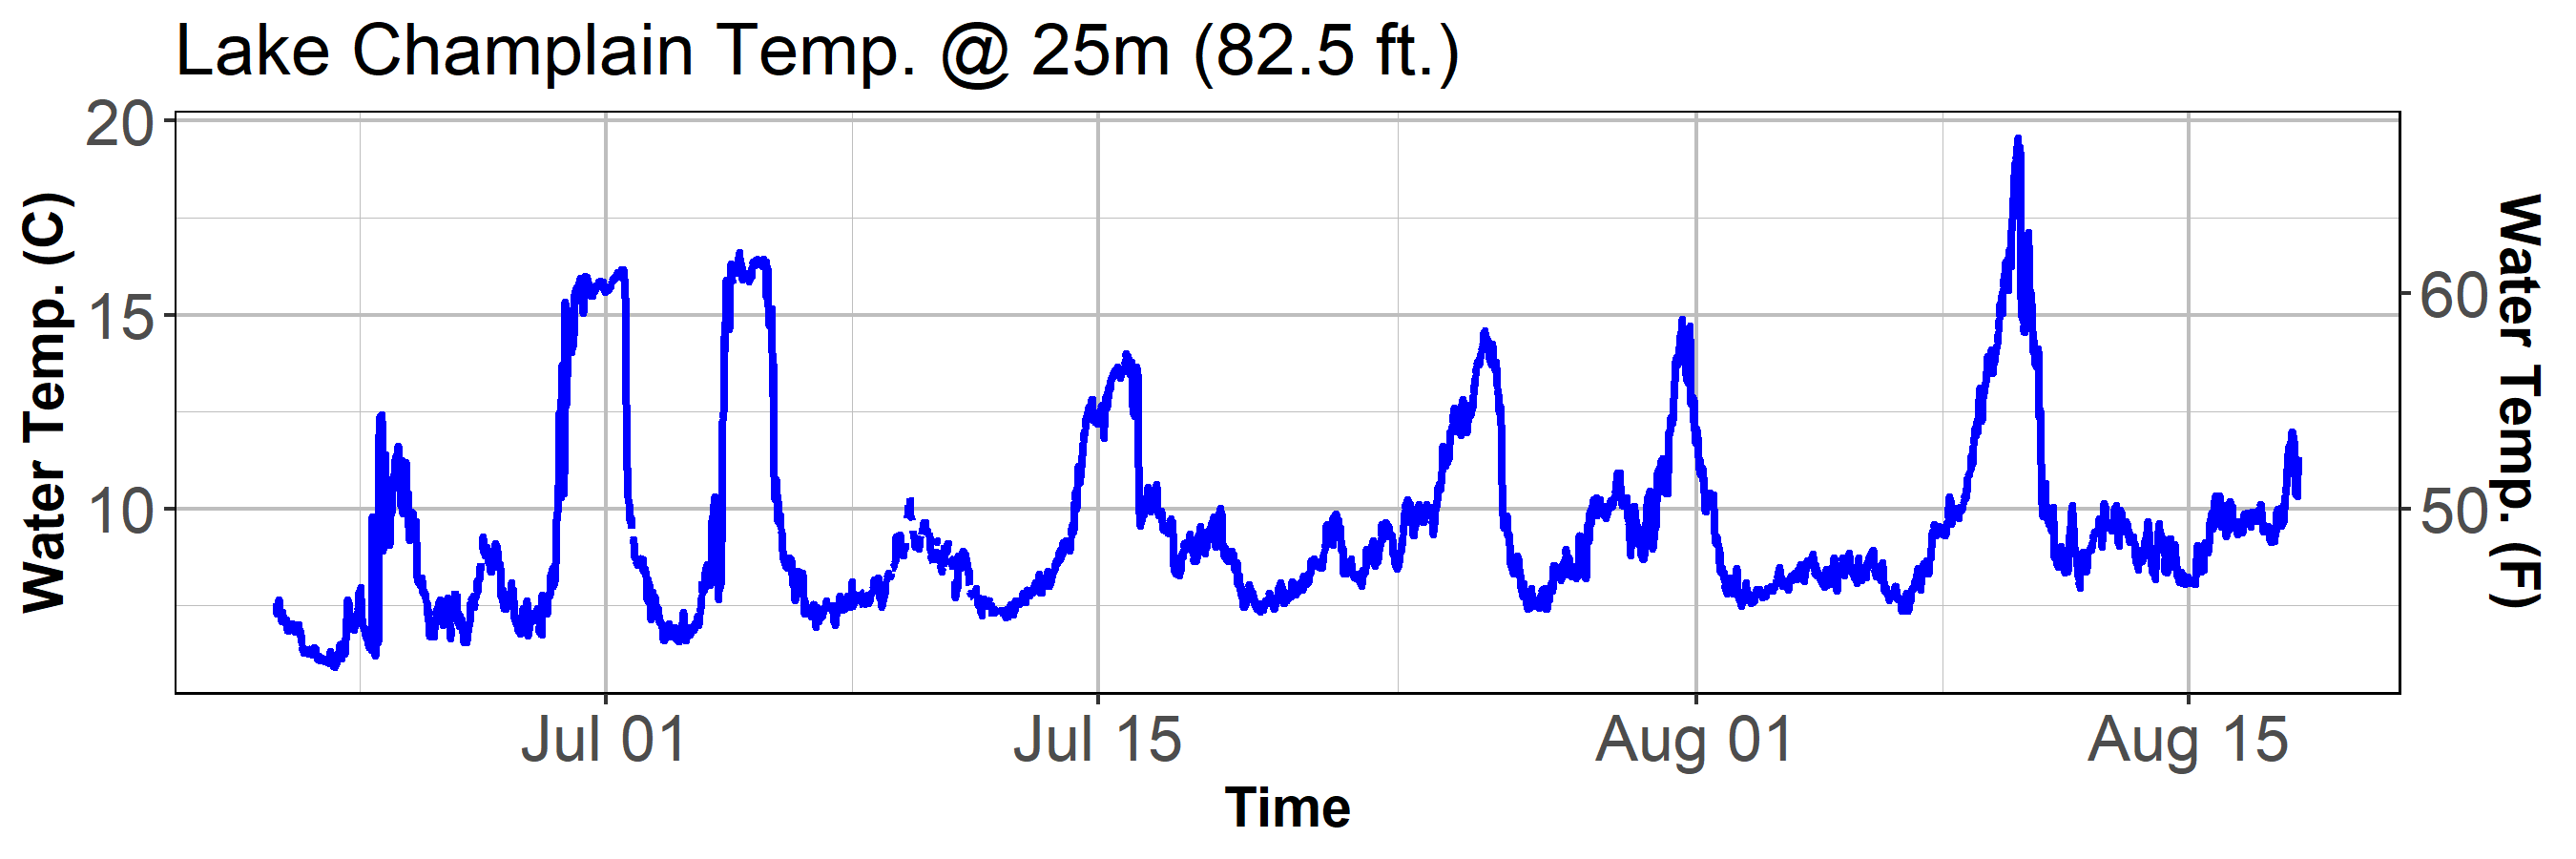 Lake Champlain Temp. @ 25m (82.5 ft.)
20
15
10
Water Temp. (C)
60
50
Water Temp. (F)
Jul 01
Jul 15
Aug 01
Aug 15
Time